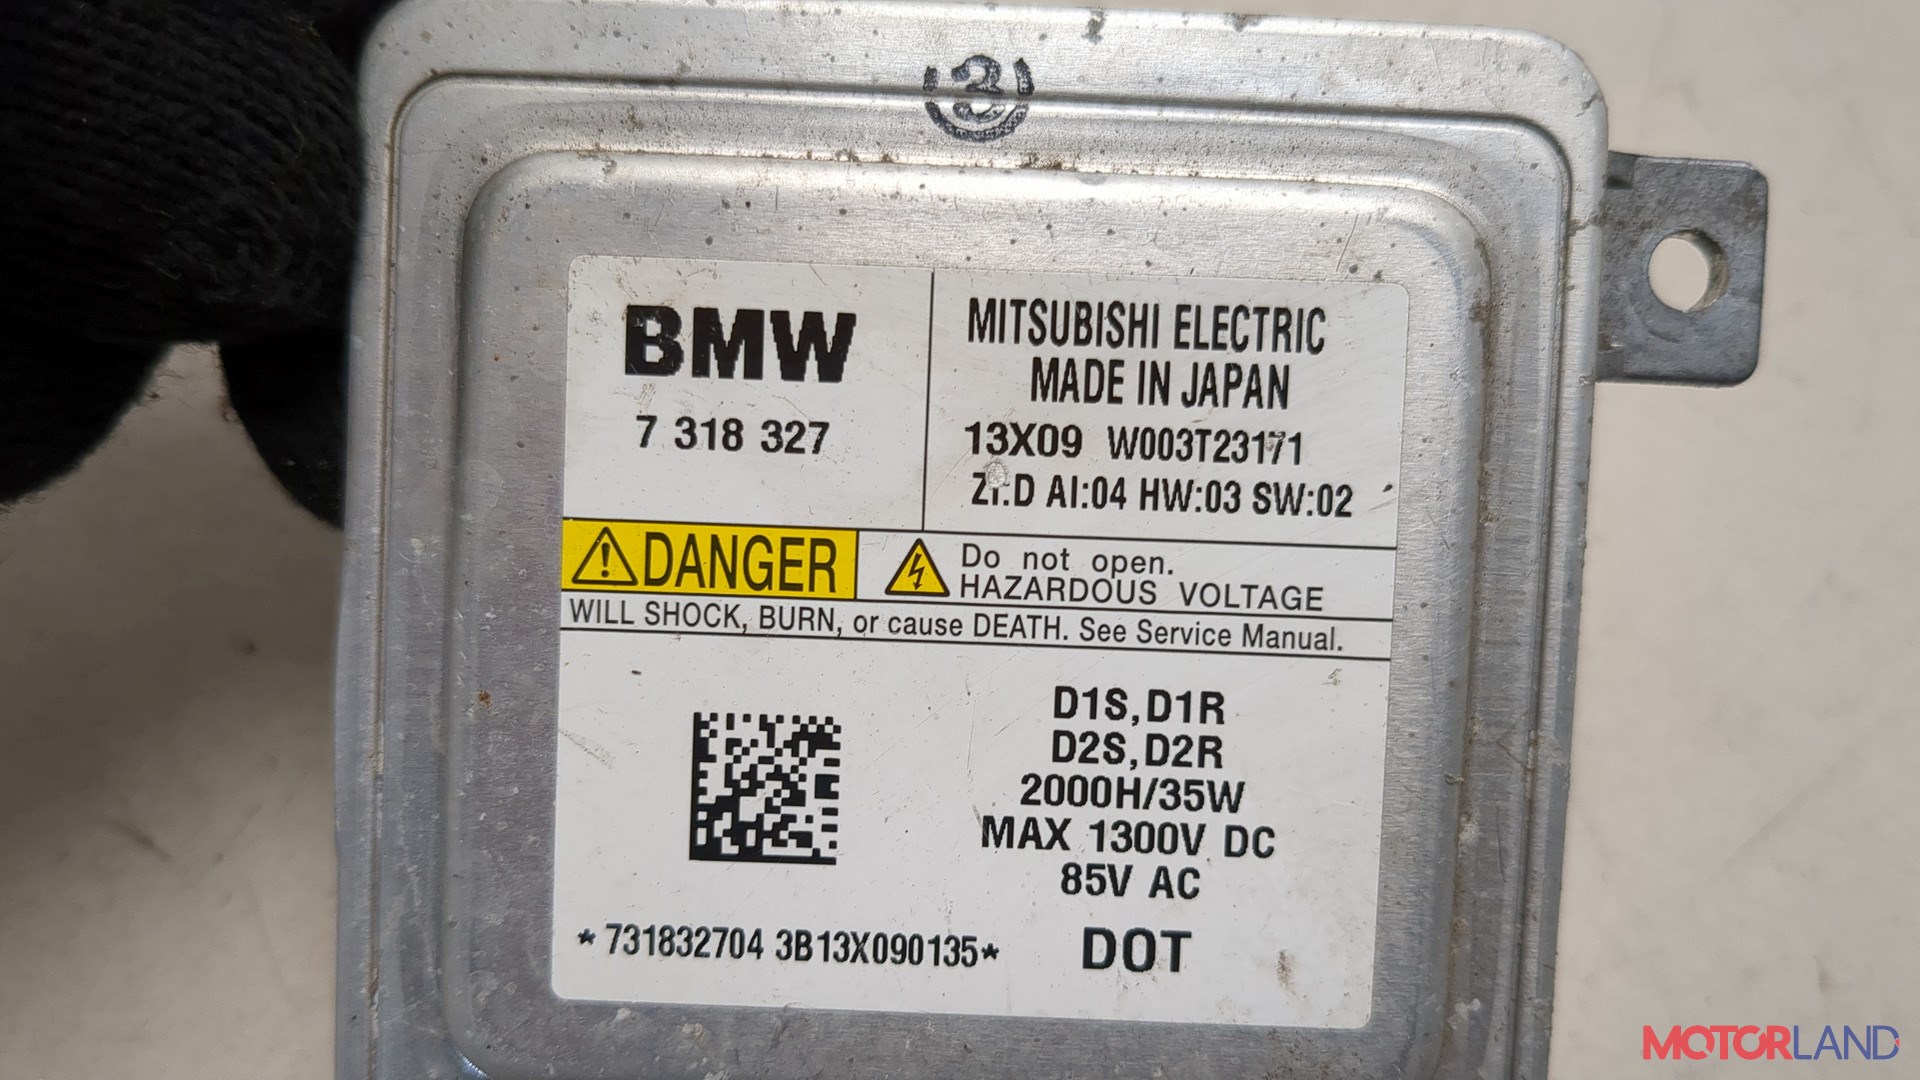 3
BMW
7 318 327
MITSUBISHI ELECTRIC
MADE IN JAPAN
13X09 W003T23171
ZI:D AI:04 HW:03 SW:02
DANGER
Do not open.
HAZARDOUS VOLTAGE
WILL SHOCK, BURN, or cause DEATH. See Service Manual.
D1S,D1R
D2S,D2R
2000H/35W
MAX 1300V DC
85V AC
*731832704 3B13X090135*
DOT
MOTORLAND